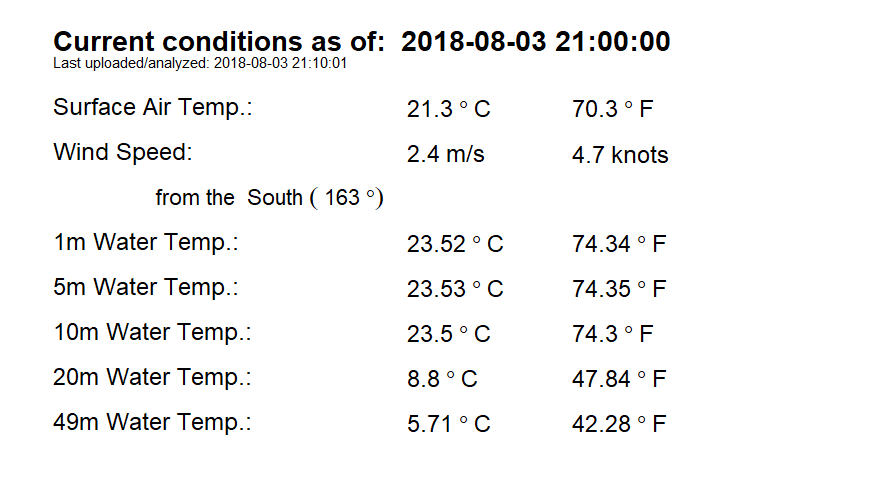 Current conditions as of: 2018-08-03 21:00:00
Last uploaded/analyzed: 2018-08-03 21:10:01
Surface Air Temp.: 21.3 ° C 70.3 ° F
Wind Speed: 2.4 m/s 4.7 knots
from the South ( 163 °)
1m Water Temp.: 23.52 ° C 74.34 ° F
5m Water Temp.: 23.53 ° C 74.35 ° F
10m Water Temp.: 23.5 ° C 74.3 ° F
20m Water Temp.: 8.8 ° C 47.84 ° F
49m Water Temp.: 5.71 ° C 42.28 ° F